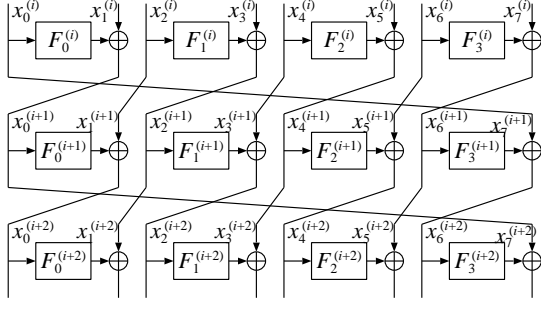 x₀⁽ⁱ⁾ x₁⁽ⁱ⁾ x₂⁽ⁱ⁾ x₃⁽ⁱ⁾ x₄⁽ⁱ⁾ x₅⁽ⁱ⁾ x₆⁽ⁱ⁾ x₇⁽ⁱ⁾
F₀⁽ⁱ⁾ F₁⁽ⁱ⁾ F₂⁽ⁱ⁾ F₃⁽ⁱ⁾
x₀⁽ⁱ⁺¹⁾ x₁⁽ⁱ⁺¹⁾ x₂⁽ⁱ⁺¹⁾ x₃⁽ⁱ⁺¹⁾ x₄⁽ⁱ⁺¹⁾ x₅⁽ⁱ⁺¹⁾ x₆⁽ⁱ⁺¹⁾ x₇⁽ⁱ⁺¹⁾
F₀⁽ⁱ⁺¹⁾ F₁⁽ⁱ⁺¹⁾ F₂⁽ⁱ⁺¹⁾ F₃⁽ⁱ⁺¹⁾
x₀⁽ⁱ⁺²⁾ x₁⁽ⁱ⁺²⁾ x₂⁽ⁱ⁺²⁾ x₃⁽ⁱ⁺²⁾ x₄⁽ⁱ⁺²⁾ x₅⁽ⁱ⁺²⁾ x₆⁽ⁱ⁺²⁾ x₇⁽ⁱ⁺²⁾
F₀⁽ⁱ⁺²⁾ F₁⁽ⁱ⁺²⁾ F₂⁽ⁱ⁺²⁾ F₃⁽ⁱ⁺²⁾